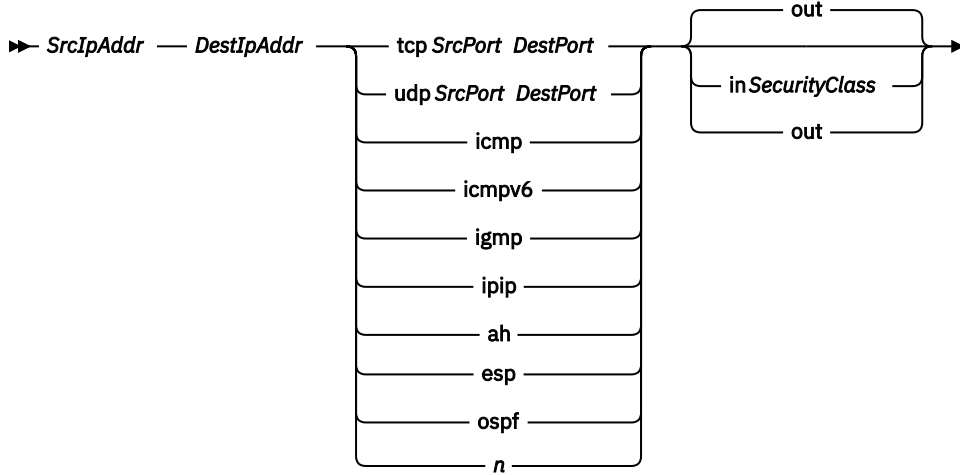 out
SrcIpAddr DestIpAddr tcp SrcPort DestPort
in SecurityClass
udp SrcPort DestPort
out
icmp
icmpv6
igmp
ipip
ah
esp
ospf
n